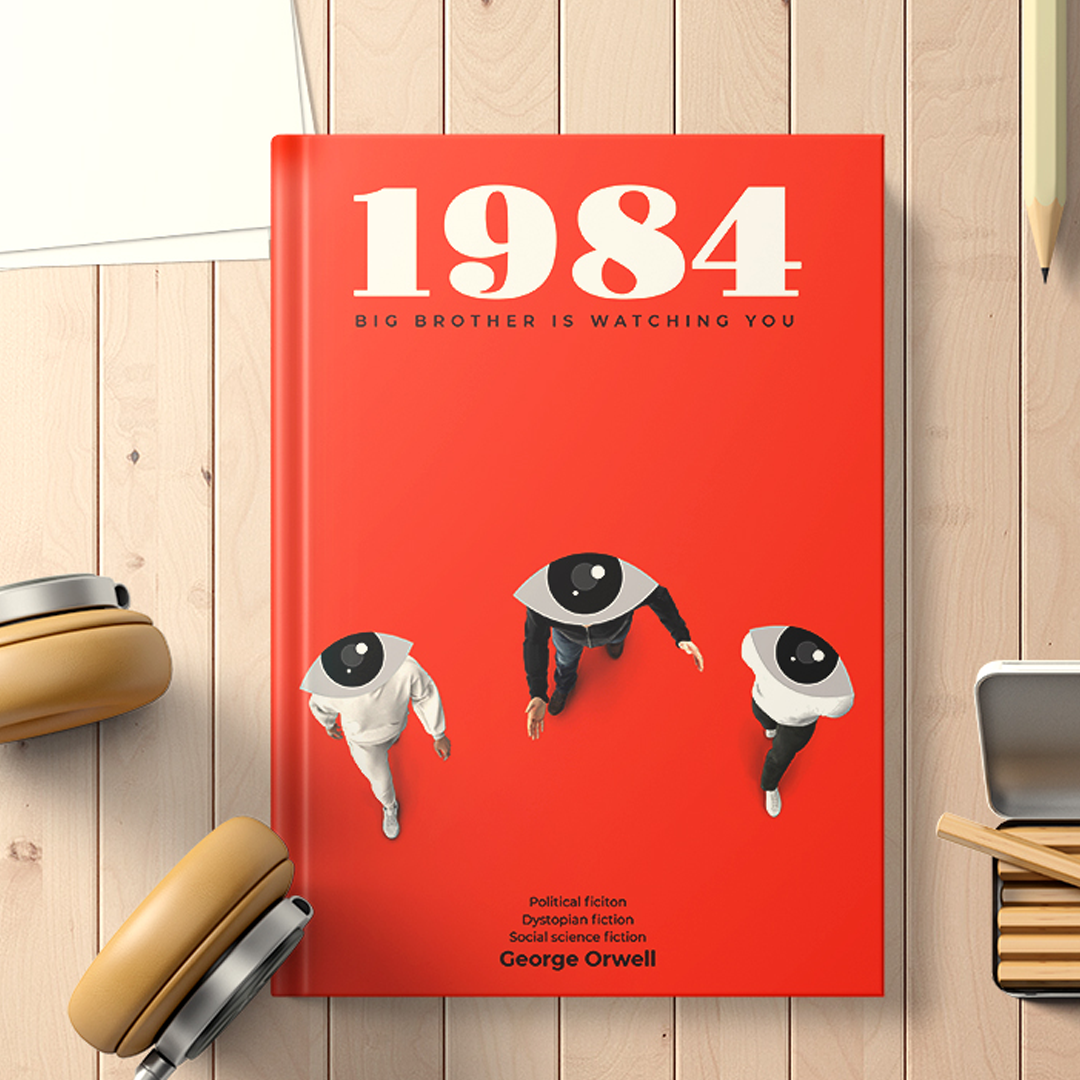 1984
BIG BROTHER IS WATCHING YOU
Political ficiton
Dystopian fiction
Social science fiction
George Orwell